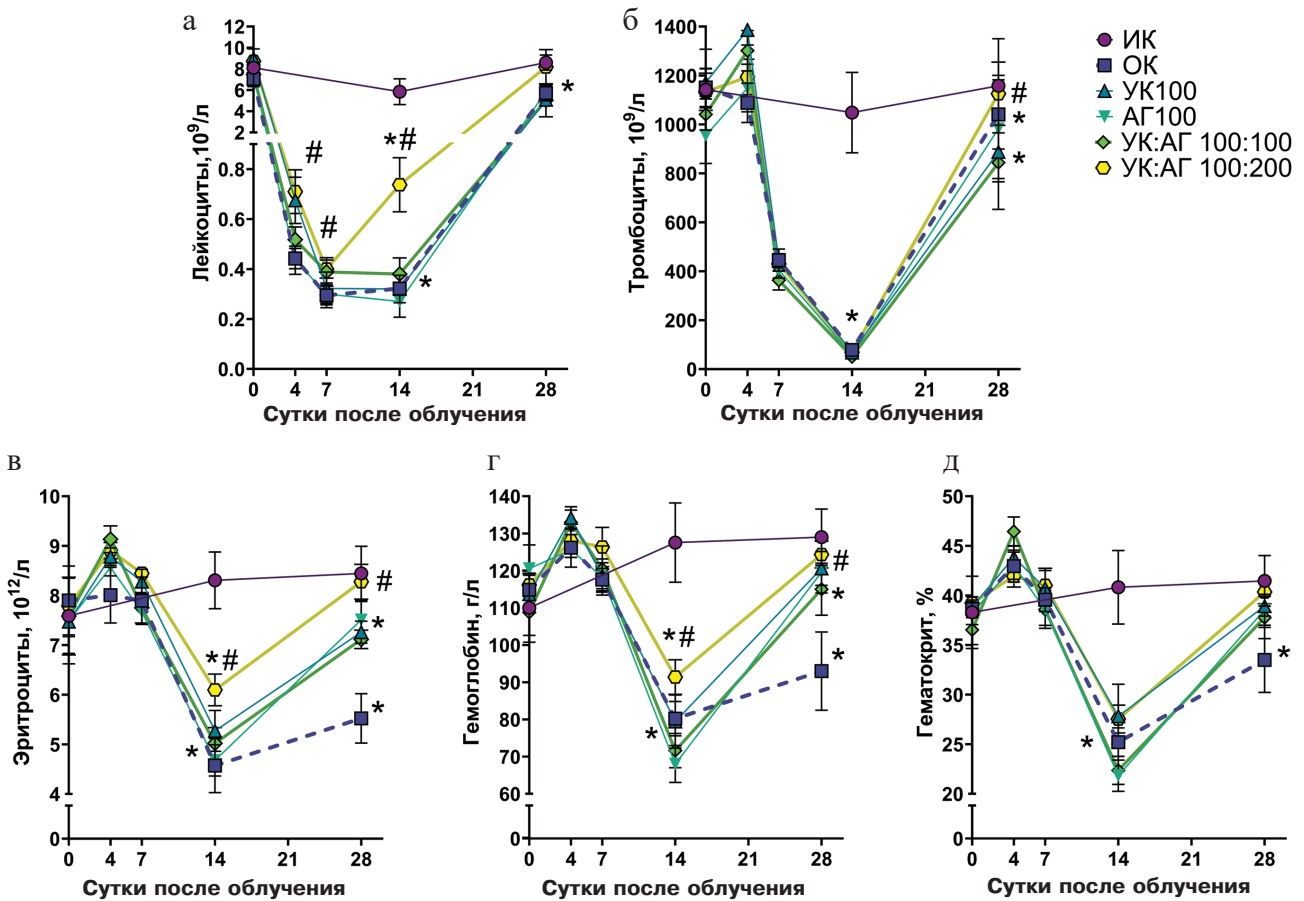 а
Лейкоциты,10⁹/л
12
10
8
6
4
2
0.8
0.6
0.4
0.2
0.0
#
#
*#
*
*
0 4 7 14 21 28
Сутки после облучения
б
Тромбоциты, 10⁹/л
1400
1200
1000
800
600
400
200
0
*
#
*
*
0 4 7 14 21 28
Сутки после облучения
ИК
ОК
УК100
АГ100
УК:АГ 100:100
УК:АГ 100:200
в
Эритроциты, 10¹²/л
10
9
8
7
6
5
4
0
*#
*
#
*
*
0 4 7 14 21 28
Сутки после облучения
г
Гемоглобин, г/л
140
130
120
110
100
90
80
70
60
0
*#
*
#
*
*
0 4 7 14 21 28
Сутки после облучения
д
Гематокрит, %
50
45
40
35
30
25
20
0
*
*
0 4 7 14 21 28
Сутки после облучения